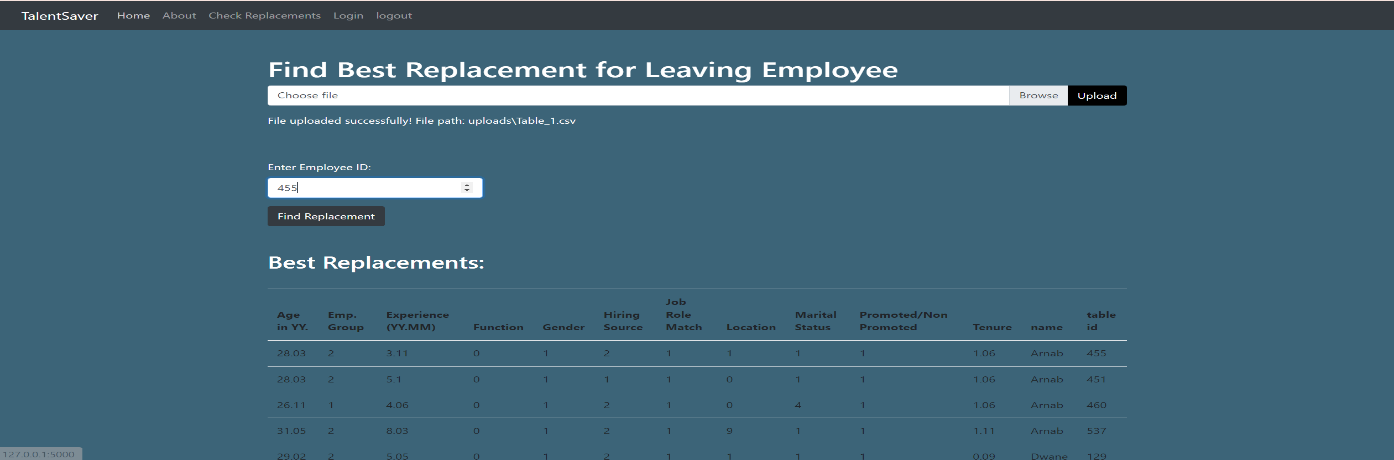 TalentSaver Home About Check Replacements Login logout
Find Best Replacement for Leaving Employee
Choose file Browse Upload
File uploaded successfully! File path: uploads\Table_1.csv
Enter Employee ID:
455
Find Replacement
Best Replacements:
Age in YY. Emp. Group Experience (YY.MM) Function Gender Hiring Source Job Role Match Location Marital Status Promoted/Non Promoted Tenure name table id
28.03 2 3.11 0 1 2 1 1 1 1 1.06 Arnab 455
28.03 2 5.1 0 1 1 1 0 1 1 1.06 Arnab 451
26.11 1 4.06 0 1 2 1 0 4 1 1.06 Arnab 460
31.05 2 8.03 0 1 2 1 9 1 1 1.11 Arnab 537
29.02 2 5.05 0 1 2 1 1 1 1 0.09 Dwane 129
127.0.0.1:5000